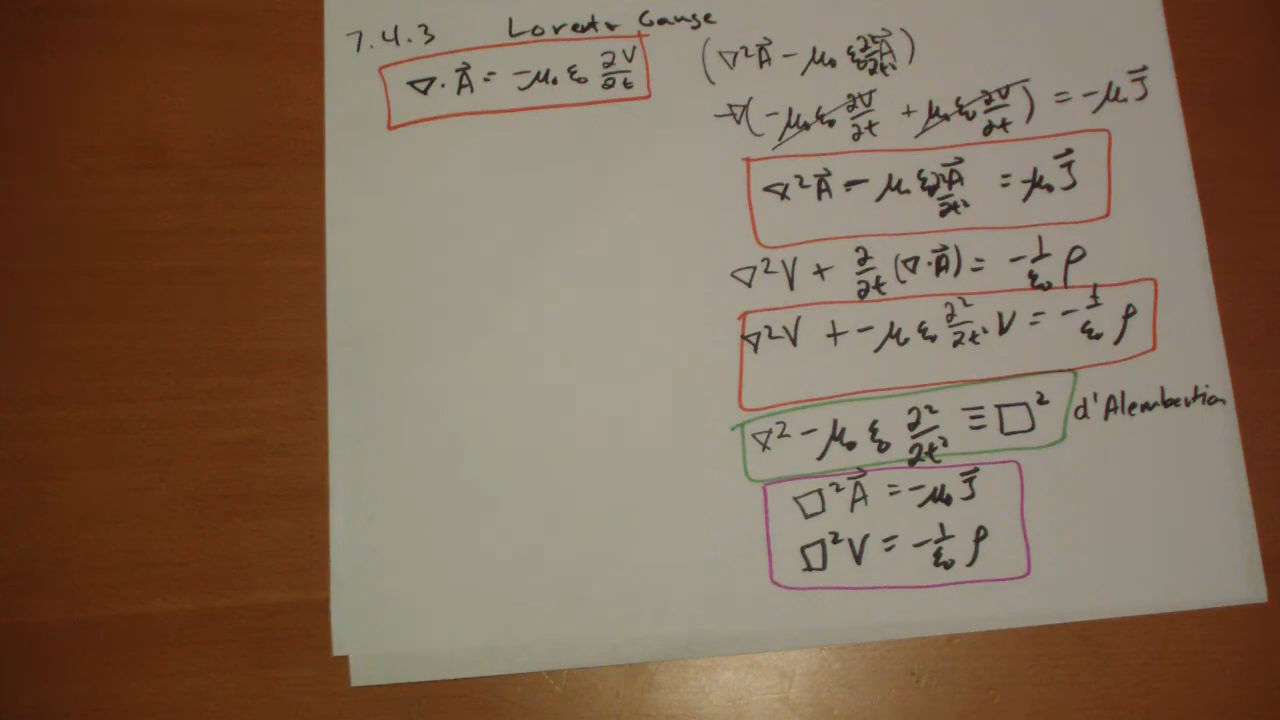 7.4.3 Lorentz Gauge
∇·A⃗ = -μ₀ε₀ ∂V/∂t
(∇²A⃗ - μ₀ε₀ ∂²A⃗/∂t²)
-∇(-μ₀ε₀ ∂V/∂t + μ₀ε₀ ∂V/∂t) = -μJ⃗
∇²A⃗ - μ₀ε₀ ∂²A⃗/∂t² = -μ₀J⃗
∇²V + ∂/∂t (∇·A⃗) = -1/ε₀ ρ
∇²V + -μ₀ε₀ ∂²/∂t² V = -1/ε₀ ρ
∇² - μ₀ε₀ ∂²/∂t² ≡ □² d'Alembertian
□²A⃗ = -μ₀J⃗
□²V = -1/ε₀ ρ